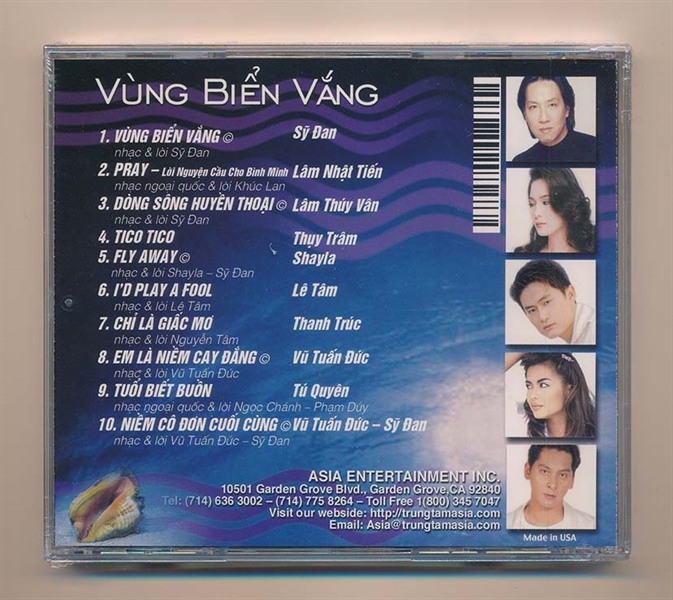 VÙNG BIỂN VẮNG
1. VÙNG BIỂN VẮNG © Sỹ Đan
nhạc & lời Sỹ Đan
2. PRAY – Lời Nguyện Cầu Cho Bình Minh Lâm Nhật Tiến
nhạc ngoại quốc & lời Khúc Lan
3. DÒNG SÔNG HUYỀN THOẠI © Lâm Thúy Vân
nhạc & lời Sỹ Đan
4. TICO TICO Thụy Trâm
5. FLY AWAY © Shayla
nhạc & lời Shayla – Sỹ Đan
6. I'D PLAY A FOOL Lê Tâm
nhạc & lời Lê Tâm
7. CHỈ LÀ GIẤC MƠ Thanh Trúc
nhạc & lời Nguyễn Tâm
8. EM LÀ NIỀM CAY ĐẮNG © Vũ Tuấn Đức
nhạc & lời Vũ Tuấn Đức
9. TUỔI BIẾT BUỒN Tú Quyên
nhạc ngoại quốc & lời Ngọc Chánh – Phạm Dúy
10. NIỀM CÔ ĐƠN CUỐI CÙNG © Vũ Tuấn Đức – Sỹ Đan
nhạc & lời Vũ Tuấn Đức – Sỹ Đan
ASIA ENTERTAINMENT INC.
10501 Garden Grove Blvd., Garden Grove, CA 92840
Tel: (714) 636 3002 – (714) 775 8264 – Toll Free 1(800) 345 7047
Visit our webside: http://trungtamasia.com
Email: Asia@trungtamasia.com
Made in USA